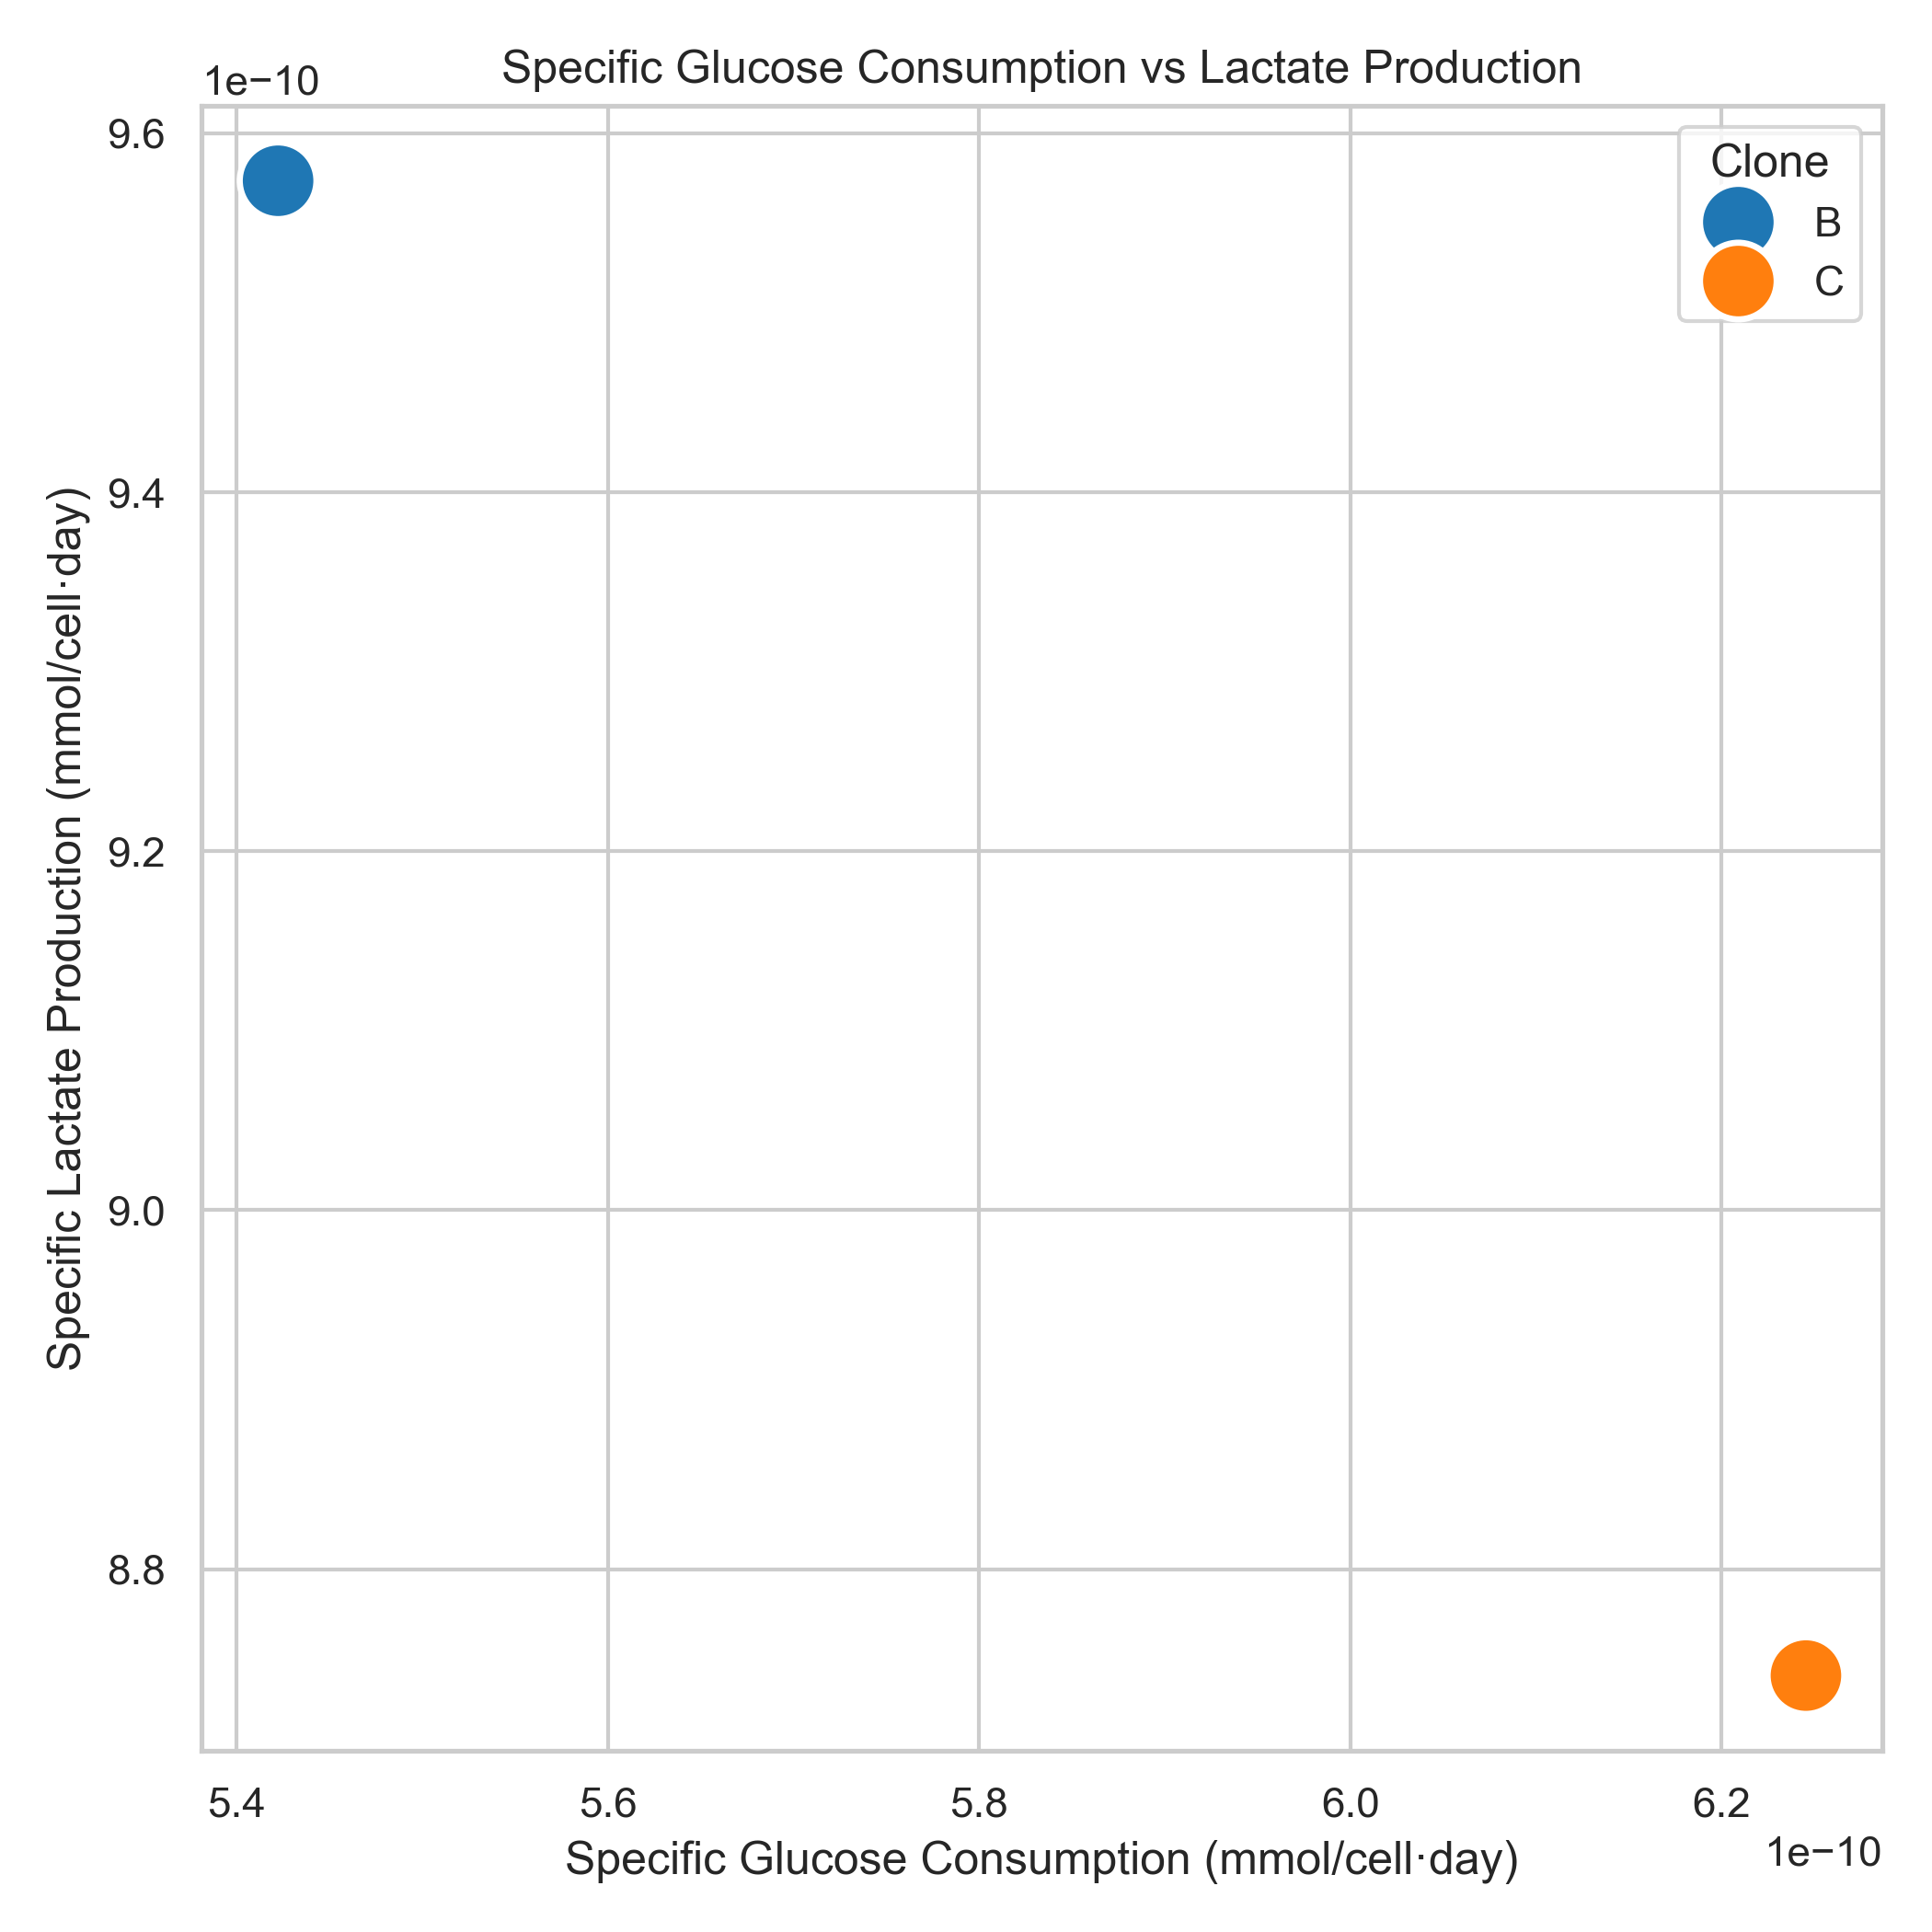 Specific Glucose Consumption vs Lactate Production
1e−10
9.6
9.4
9.2
9.0
8.8
Specific Lactate Production (mmol/cell·day)
Clone
B
C
5.4 5.6 5.8 6.0 6.2
1e−10
Specific Glucose Consumption (mmol/cell·day)